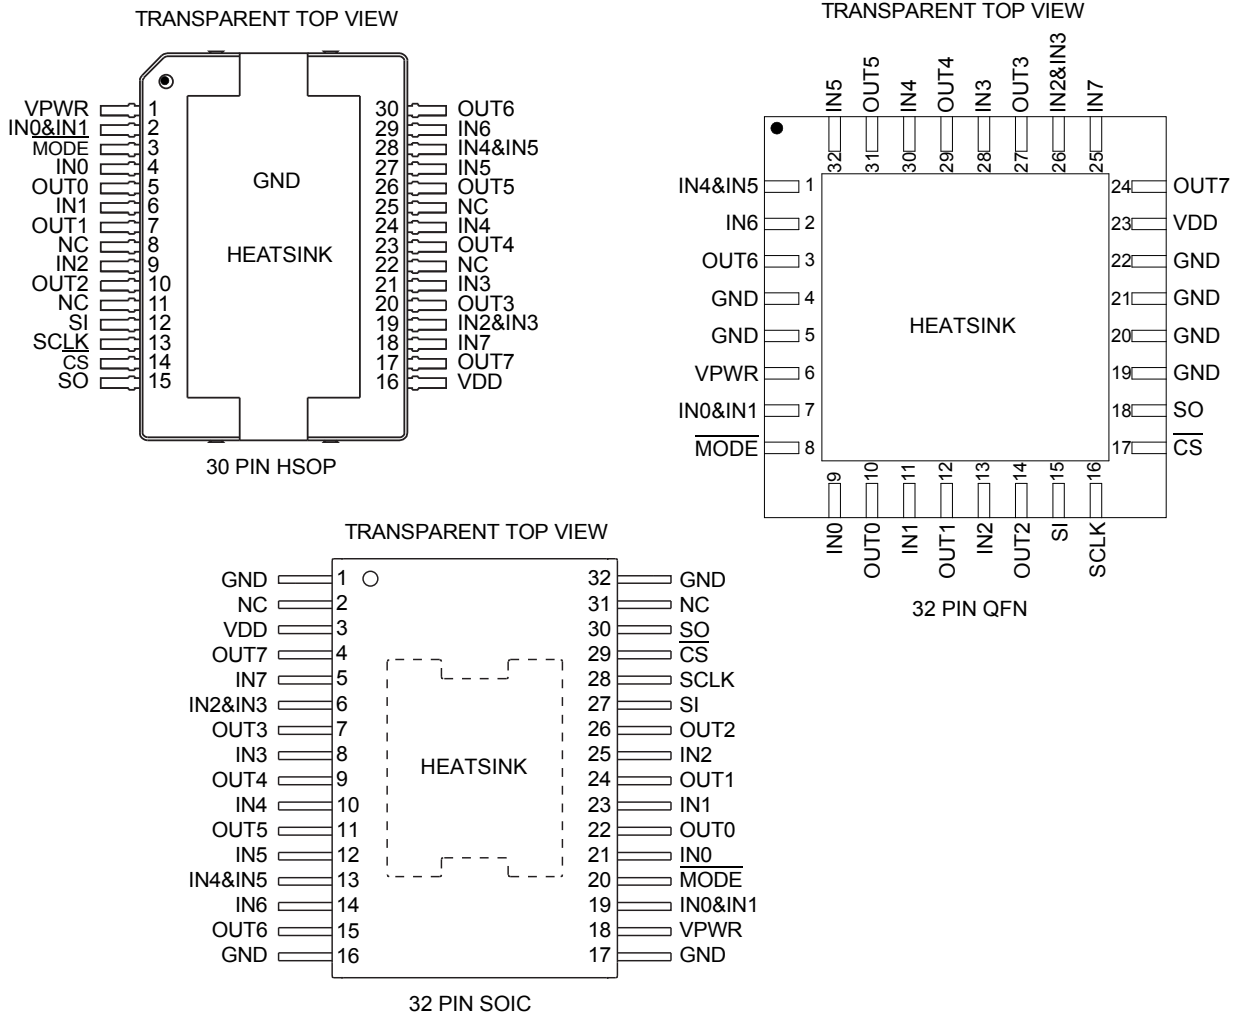 TRANSPARENT TOP VIEW
VPWR 1 30 OUT6
IN0&IN1 2 29 IN6
MODE 3 28 IN4&IN5
IN0 4 27 IN5
OUT0 5 26 OUT5
IN1 6 25 NC
OUT1 7 24 IN4
NC 8 23 OUT4
IN2 9 22 NC
OUT2 10 21 IN3
NC 11 20 OUT3
SI 12 19 IN2&IN3
SCLK 13 18 IN7
CS 14 17 OUT7
SO 15 16 VDD
GND
HEATSINK
30 PIN HSOP
TRANSPARENT TOP VIEW
IN5 OUT5 IN4 OUT4 IN3 OUT3 IN2&IN3 IN7
32 31 30 29 28 27 26 25
IN4&IN5 1 24 OUT7
IN6 2 23 VDD
OUT6 3 22 GND
GND 4 21 GND
GND 5 20 GND
VPWR 6 19 GND
IN0&IN1 7 18 SO
MODE 8 17 CS
HEATSINK
9 10 11 12 13 14 15 16
IN0 OUT0 IN1 OUT1 IN2 OUT2 SI SCLK
32 PIN QFN
TRANSPARENT TOP VIEW
GND 1 32 GND
NC 2 31 NC
VDD 3 30 SO
OUT7 4 29 CS
IN7 5 28 SCLK
IN2&IN3 6 27 SI
OUT3 7 26 OUT2
IN3 8 25 IN2
OUT4 9 24 OUT1
IN4 10 23 IN1
OUT5 11 22 OUT0
IN5 12 21 IN0
IN4&IN5 13 20 MODE
IN6 14 19 IN0&IN1
OUT6 15 18 VPWR
GND 16 17 GND
HEATSINK
32 PIN SOIC